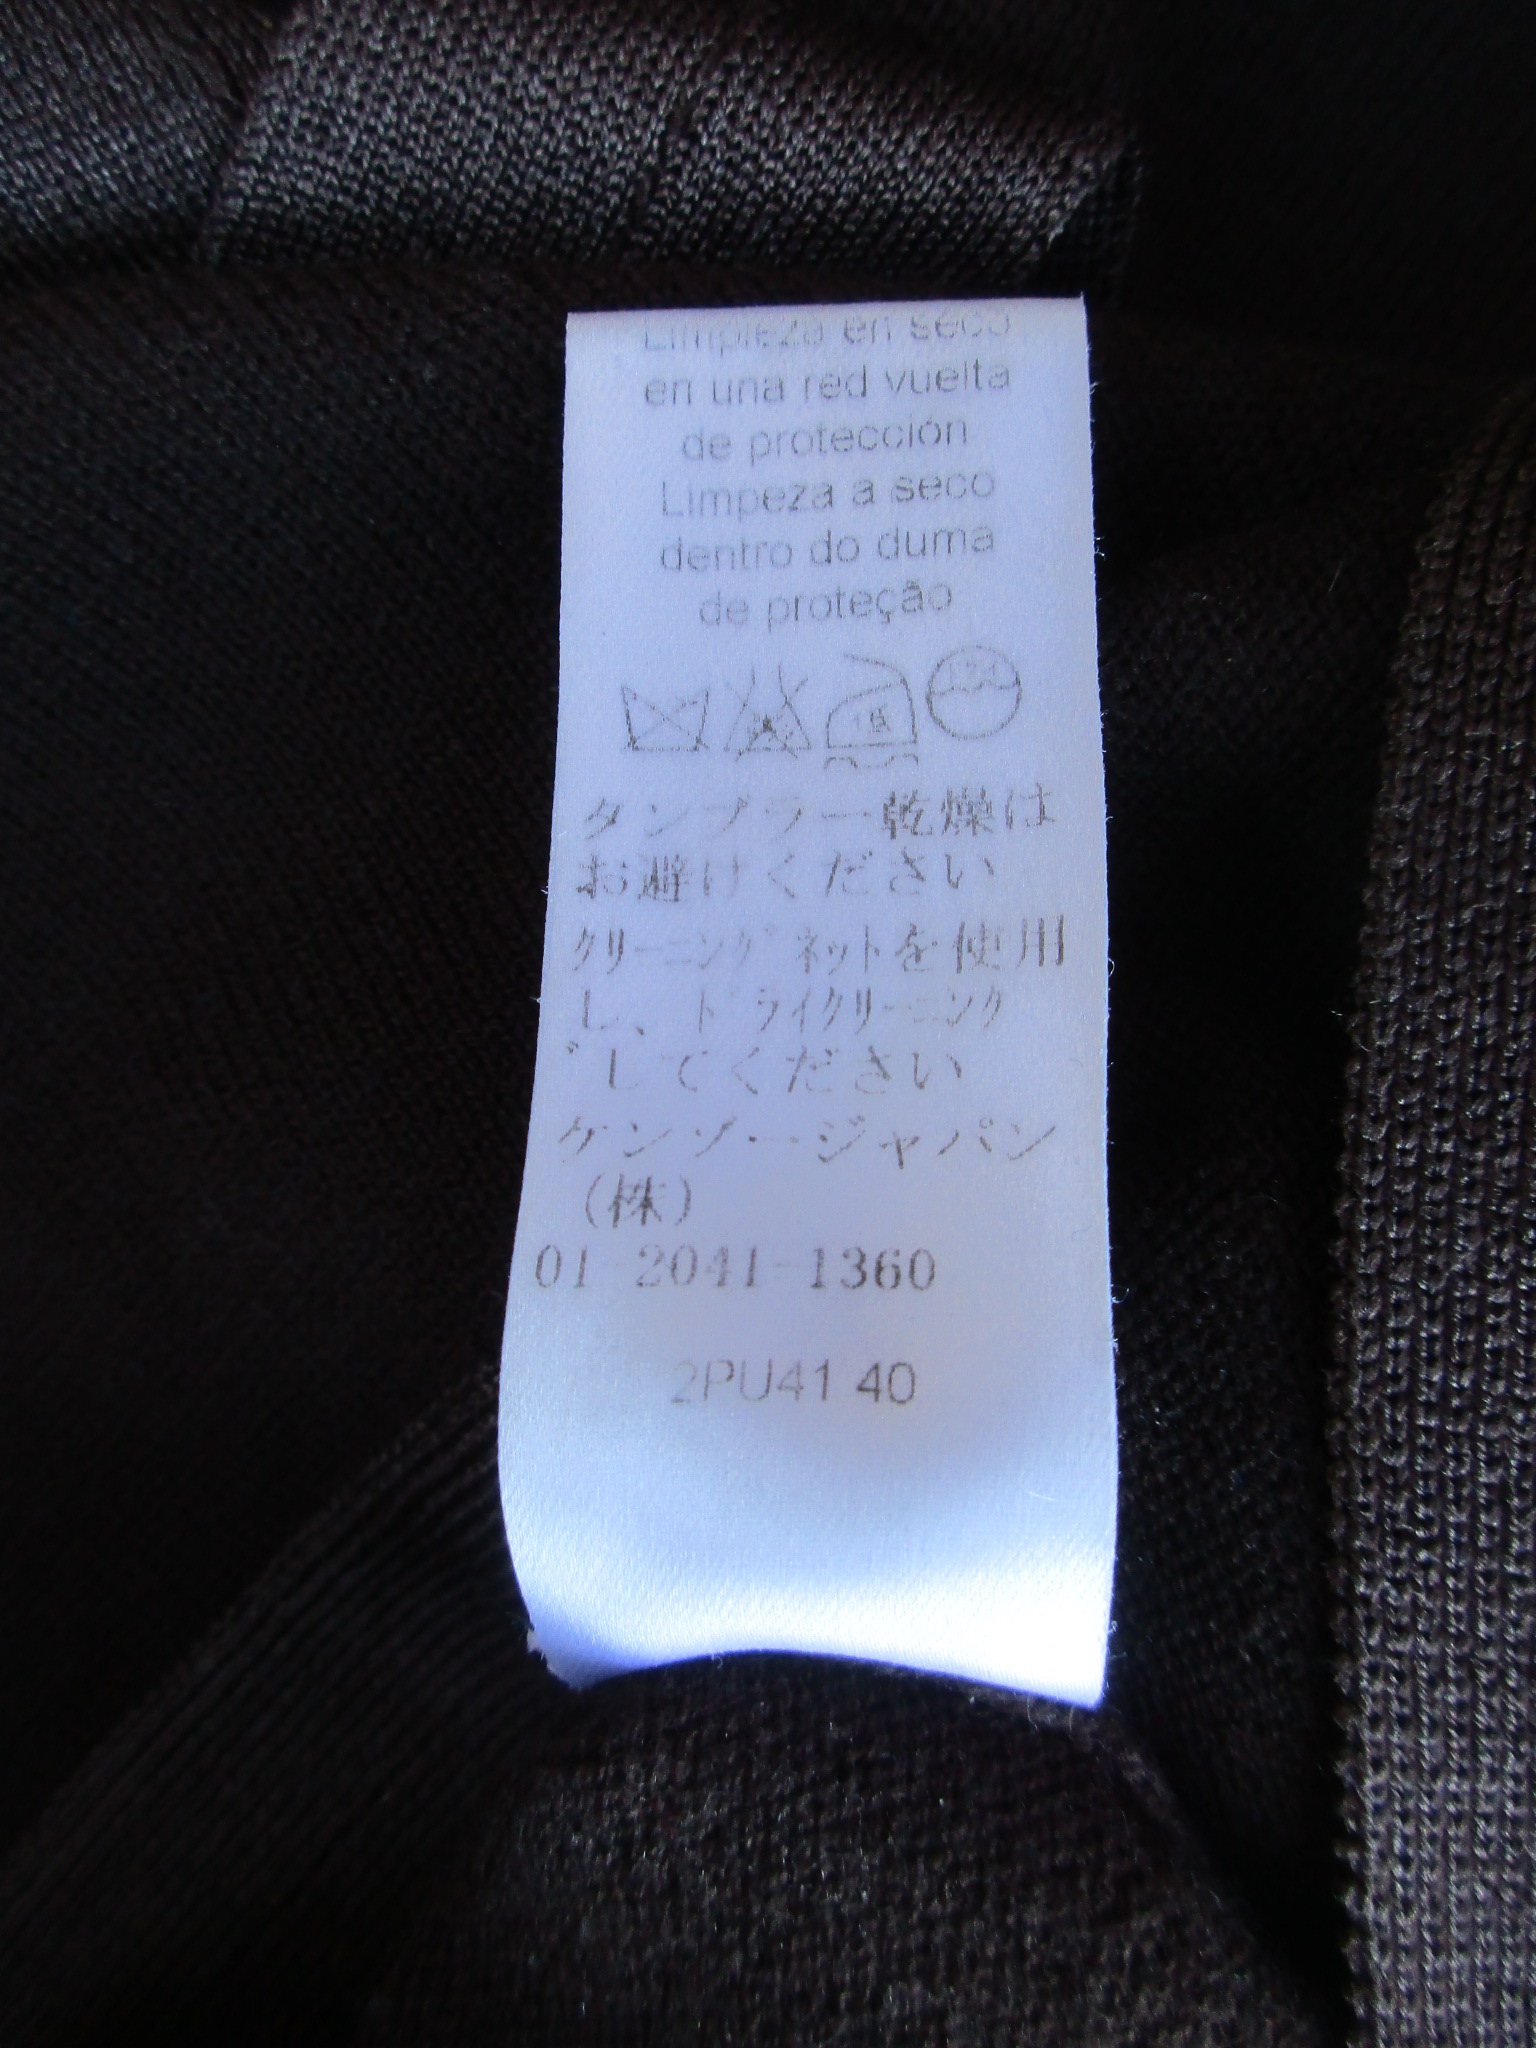 Limpieza en seco
en una red vuelta
de protección
Limpeza a seco
dentro do duma
de proteção
タンブラー乾燥は
お避けください
クリーニングネットを使用
し、ドライクリーニング
゙してください
ケンゾー・ジャパン
(株)
01-2041-1360
2PU41 40